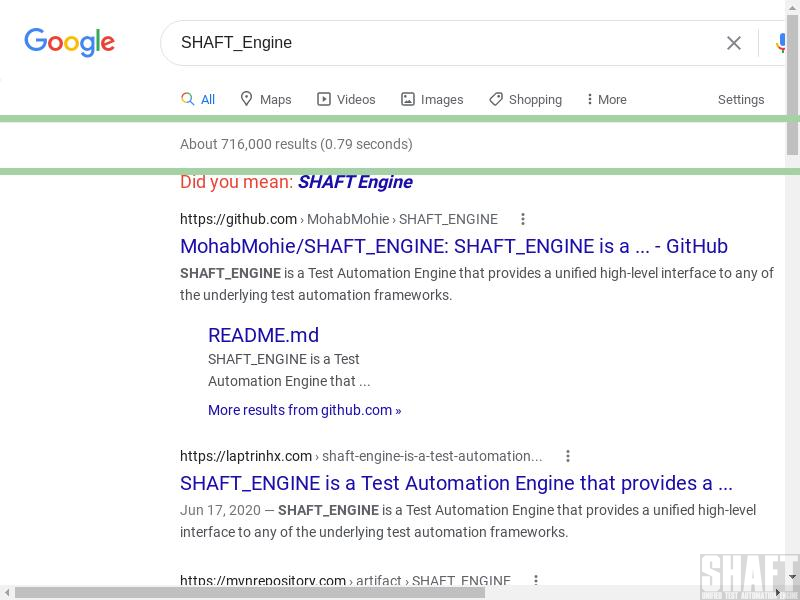 Google
SHAFT_Engine
All Maps Videos Images Shopping More Settings
About 716,000 results (0.79 seconds)
Did you mean: SHAFT Engine
https://github.com › MohabMohie › SHAFT_ENGINE
MohabMohie/SHAFT_ENGINE: SHAFT_ENGINE is a ... - GitHub
SHAFT_ENGINE is a Test Automation Engine that provides a unified high-level interface to any of
the underlying test automation frameworks.
README.md
SHAFT_ENGINE is a Test
Automation Engine that ...
More results from github.com »
https://laptrinhx.com › shaft-engine-is-a-test-automation...
SHAFT_ENGINE is a Test Automation Engine that provides a ...
Jun 17, 2020 — SHAFT_ENGINE is a Test Automation Engine that provides a unified high-level
interface to any of the underlying test automation frameworks.
https://mvnrepository.com › artifact › SHAFT_ENGINE
SHAFT
UNIFIED TEST AUTOMATION ENGINE